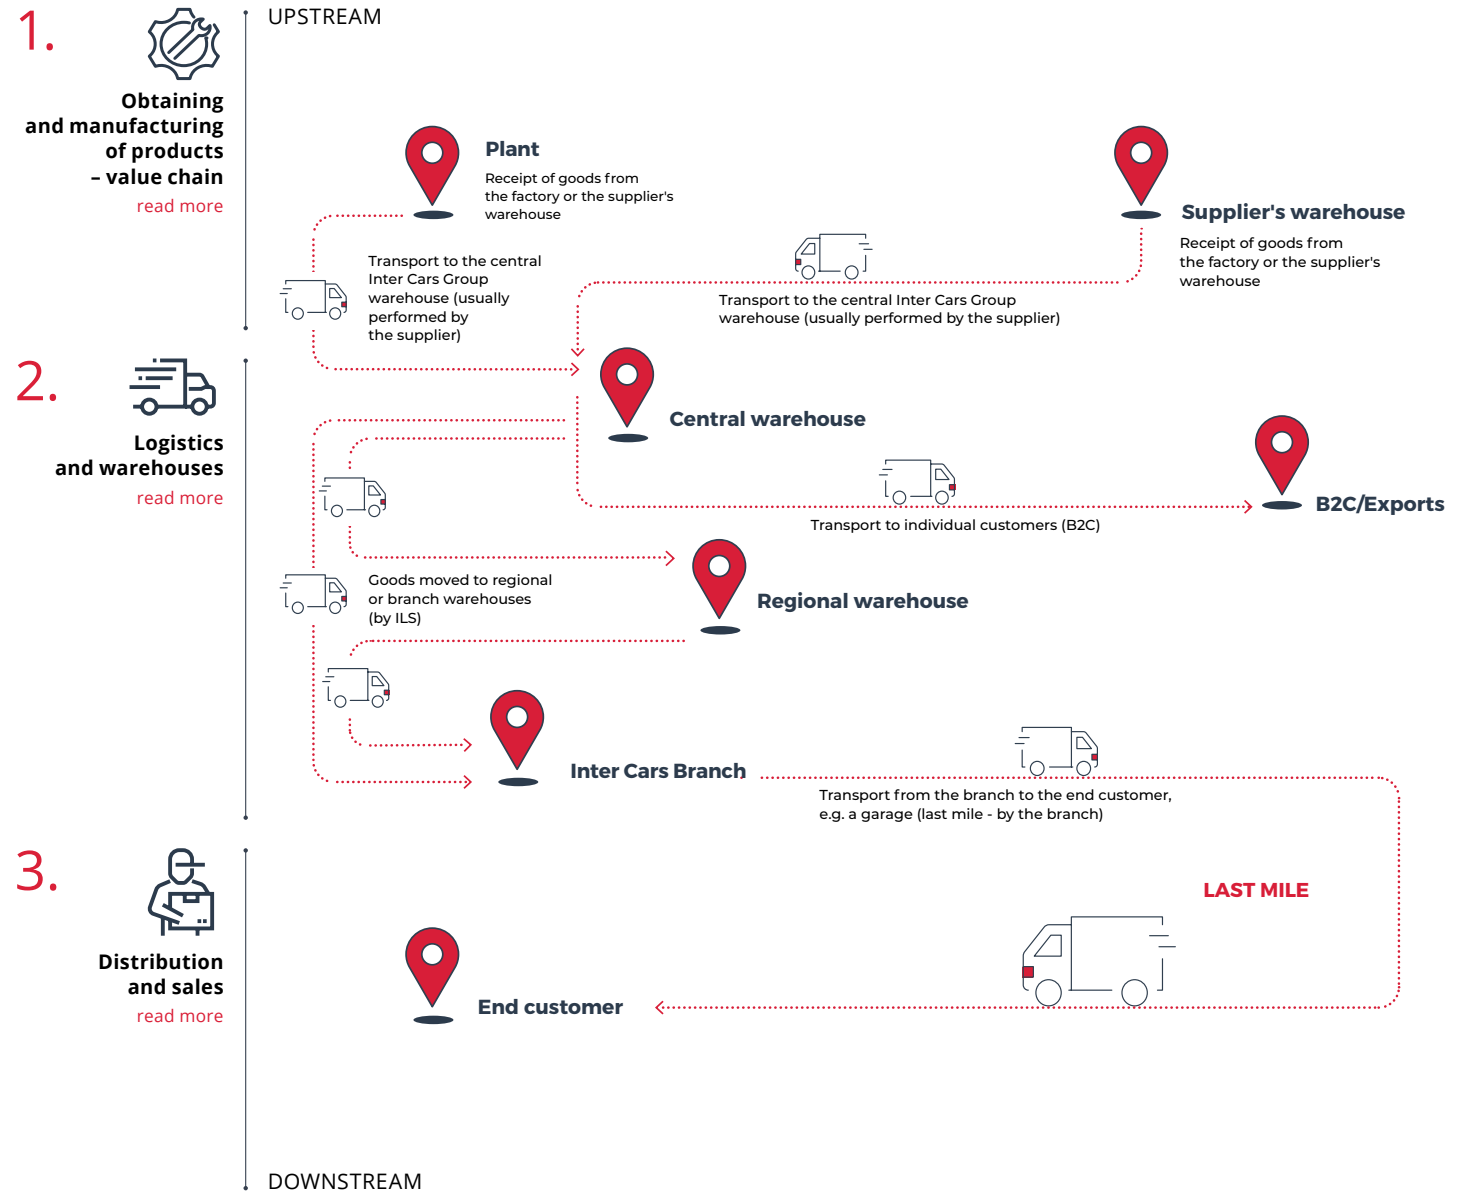 1.
Obtaining
and manufacturing
of products
– value chain
read more
UPSTREAM
Plant
Receipt of goods from
the factory or the supplier's
warehouse
Supplier's warehouse
Receipt of goods from
the factory or the supplier's
warehouse
Transport to the central
Inter Cars Group
warehouse (usually
performed by
the supplier)
Transport to the central Inter Cars Group
warehouse (usually performed by the supplier)
2.
Logistics
and warehouses
read more
Central warehouse
B2C/Exports
Transport to individual customers (B2C)
Goods moved to regional
or branch warehouses
(by ILS)
Regional warehouse
Inter Cars Branch
Transport from the branch to the end customer,
e.g. a garage (last mile - by the branch)
3.
Distribution
and sales
read more
LAST MILE
End customer
DOWNSTREAM